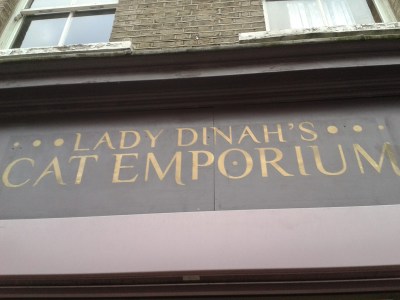 LADY DINAH'S
CAT EMPORIUM